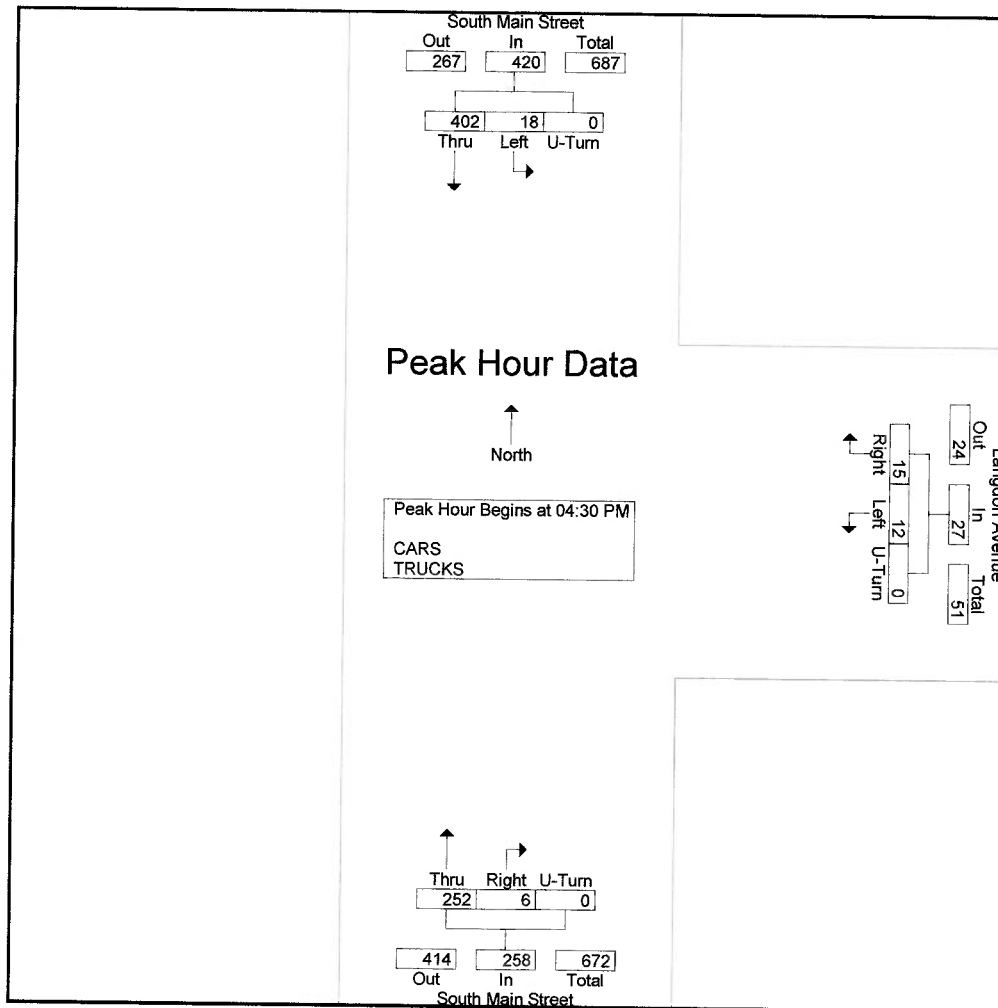 South Main Street
Out In Total
267 420 687
402 18 0
Thru Left U-Turn
Peak Hour Data
North
Peak Hour Begins at 04:30 PM
CARS
TRUCKS
Langdon Avenue
Out In Total
24 27 51
15 12 0
Right Left U-Turn
Thru Right U-Turn
252 6 0
414 258 672
Out In Total
South Main Street